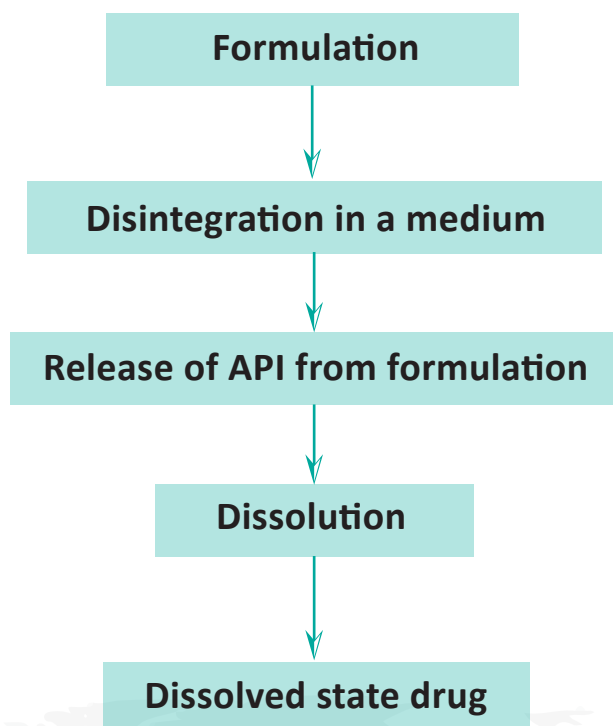 Formulation
Disintegration in a medium
Release of API from formulation
Dissolution
Dissolved state drug